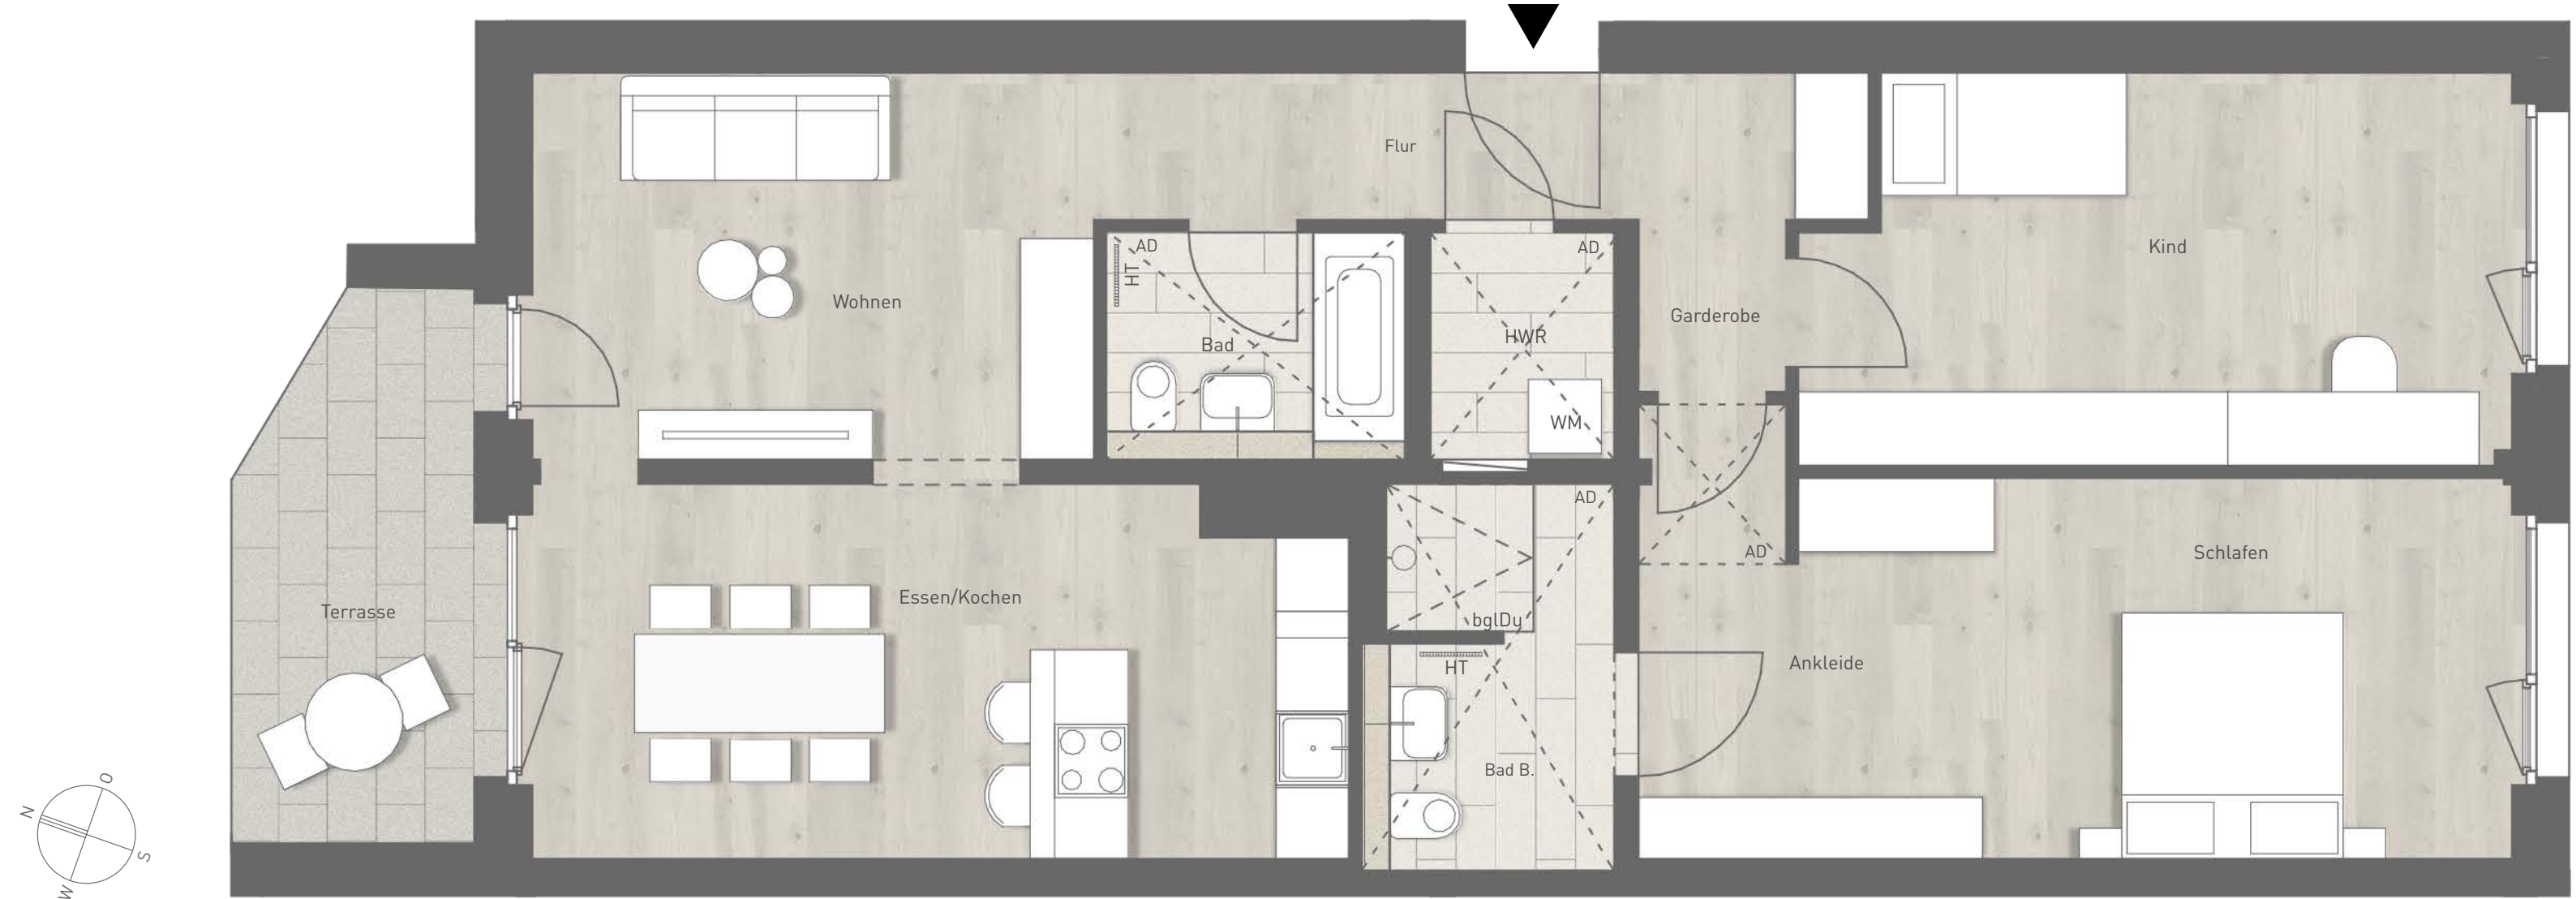 Flur
AD
HT
Bad
Wohnen
AD
HWR
WM
Garderobe
Kind
Terrasse
Essen/Kochen
AD
bglDu
HT
Bad B.
AD
Ankleide
Schlafen
N
O
S
W